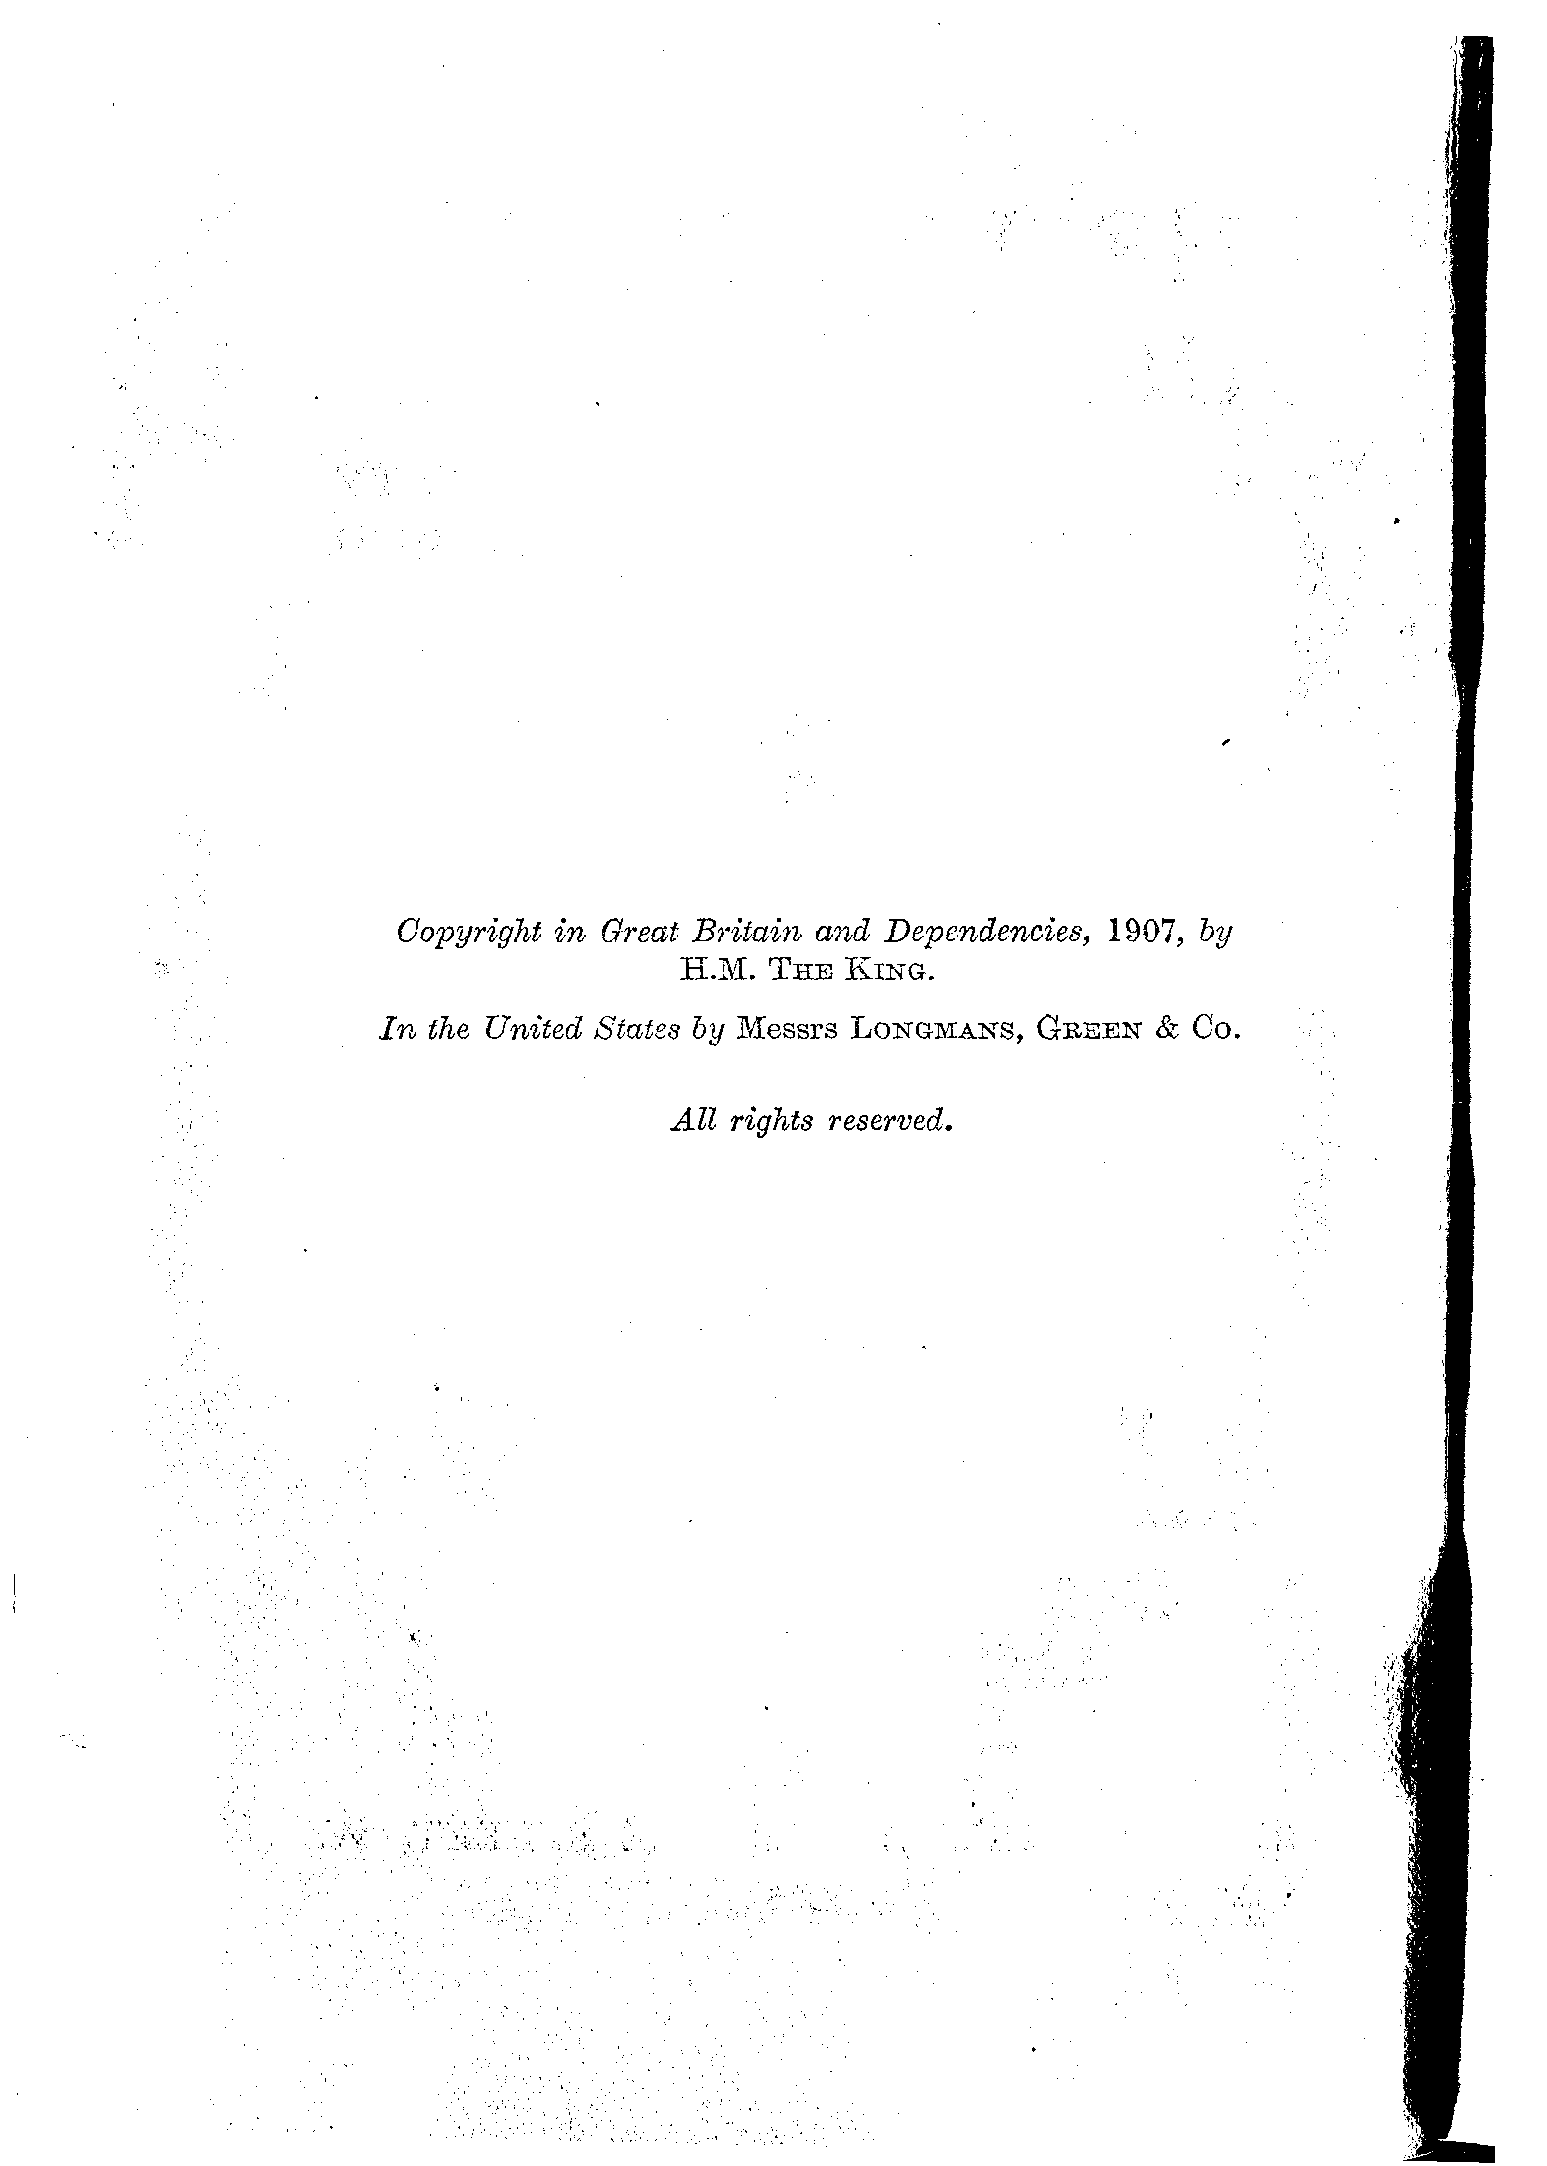 Copyright in Great Britain and Dependencies, 1907, by
H.M. THE KING.
In the United States by Messrs LONGMANS, GREEN & Co.
All rights reserved.